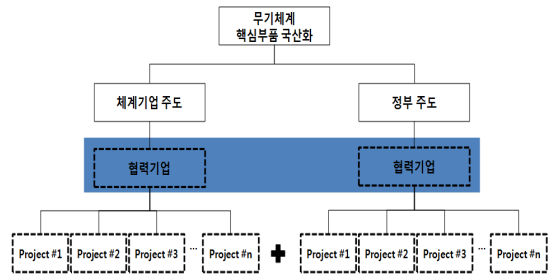 무기체계
핵심부품 국산화
체계기업 주도
정부 주도
협력기업
협력기업
Project #1
Project #2
Project #3
...
Project #n
Project #1
Project #2
Project #3
...
Project #n